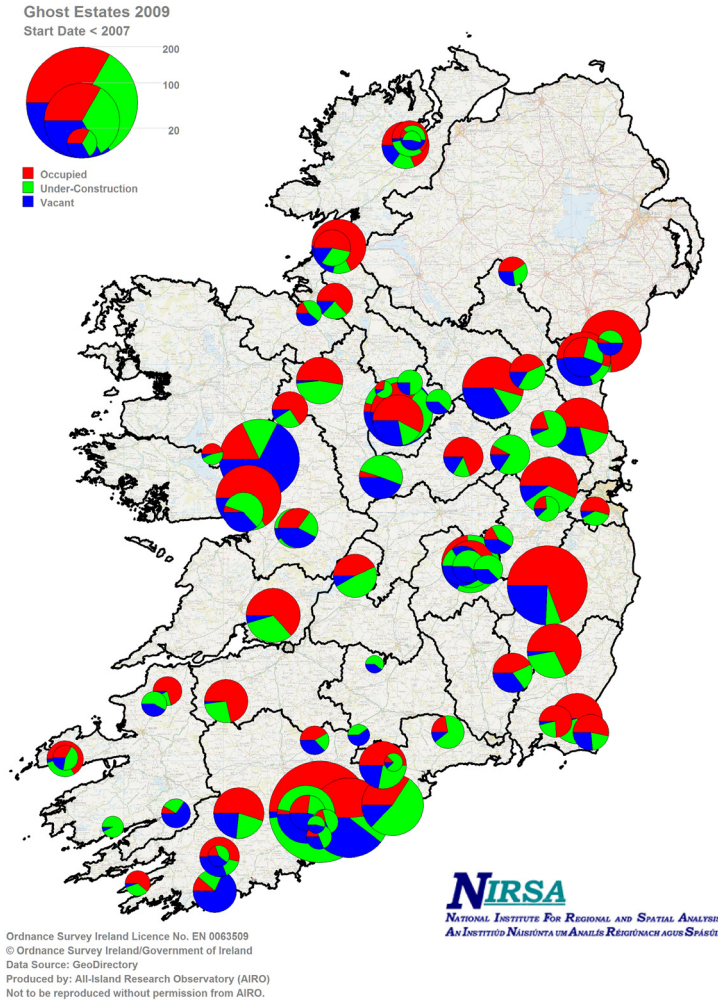 Ghost Estates 2009
Start Date < 2007
200
100
20
Occupied
Under-Construction
Vacant
NIRSA
NATIONAL INSTITUTE FOR REGIONAL AND SPATIAL ANALYSIS
AN INSTITIÚD NÁISIÚNTA UM ANAILÍS RÉIGIÚNACH AGUS SPÁSÚ
Ordnance Survey Ireland Licence No. EN 0063509
© Ordnance Survey Ireland/Government of Ireland
Data Source: GeoDirectory
Produced by: All-Island Research Observatory (AIRO)
Not to be reproduced without permission from AIRO.